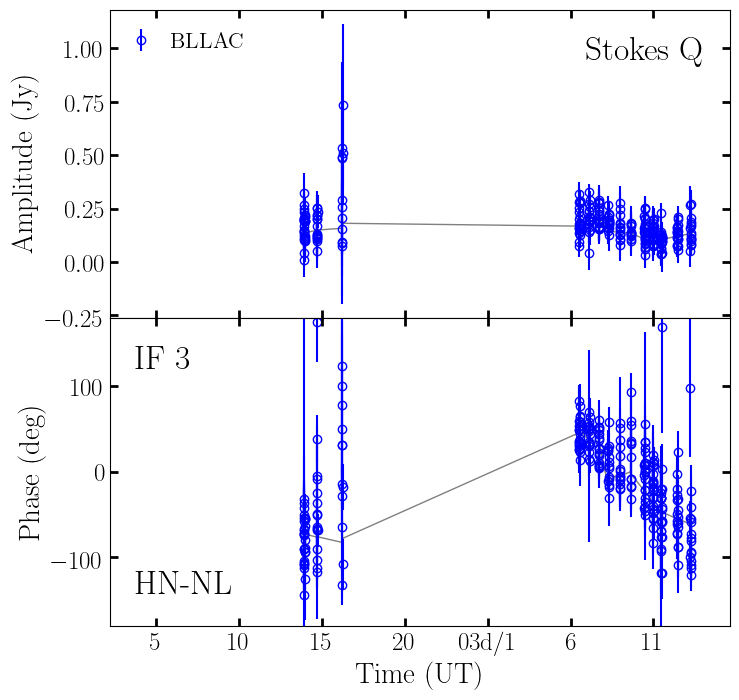 BLLAC
Stokes Q
1.00
0.75
0.50
0.25
0.00
−0.25
Amplitude (Jy)
IF 3
100
0
−100
Phase (deg)
HN-NL
5 10 15 20 03d/1 6 11
Time (UT)